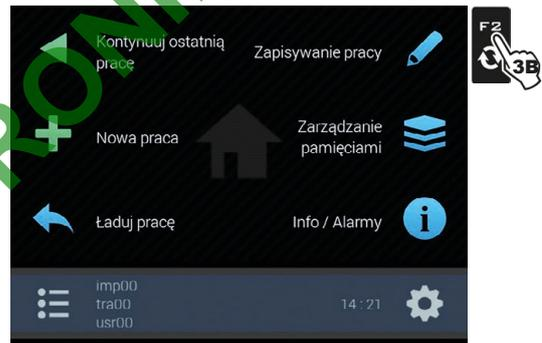 Kontynuuj ostatnią
pracę
Zapisywanie pracy
Nowa praca
Zarządzanie
pamięciami
Ładuj pracę
Info / Alarmy
imp00
tra00
usr00
14:21
F2
3B
RONI